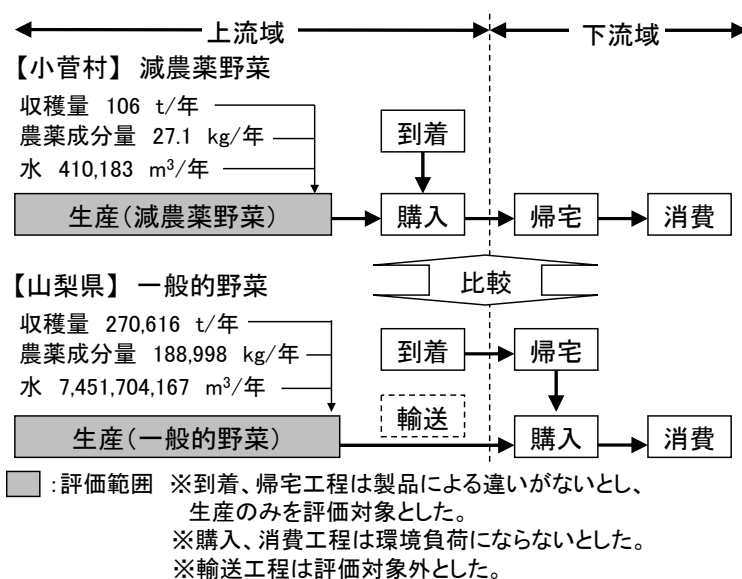 上流域 下流域
【小菅村】 減農薬野菜
収穫量 106 t/年
農薬成分量 27.1 kg/年
水 410,183 m³/年
到着
生産(減農薬野菜) 購入 帰宅 消費
比較
【山梨県】 一般的野菜
収穫量 270,616 t/年
農薬成分量 188,998 kg/年
水 7,451,704,167 m³/年
到着 帰宅
輸送
生産(一般的野菜) 購入 消費
:評価範囲 ※到着、帰宅工程は製品による違いがないとし、
生産のみを評価対象とした。
※購入、消費工程は環境負荷にならないとした。
※輸送工程は評価対象外とした。